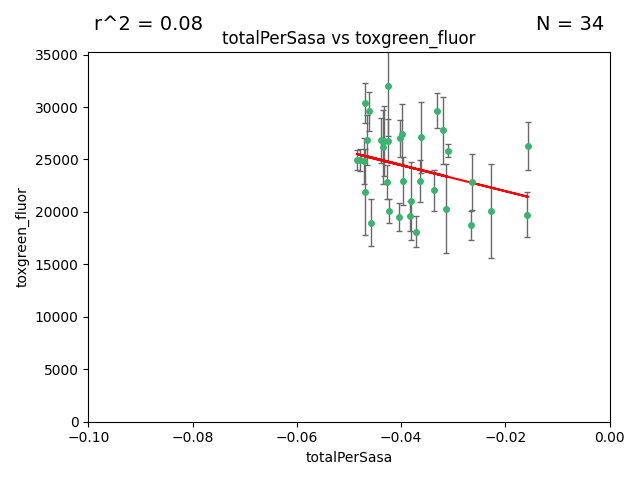 r^2 = 0.08
N = 34
totalPerSasa vs toxgreen_fluor
35000
30000
25000
20000
15000
10000
5000
0
toxgreen_fluor
−0.10
−0.08
−0.06
−0.04
−0.02
0.00
totalPerSasa